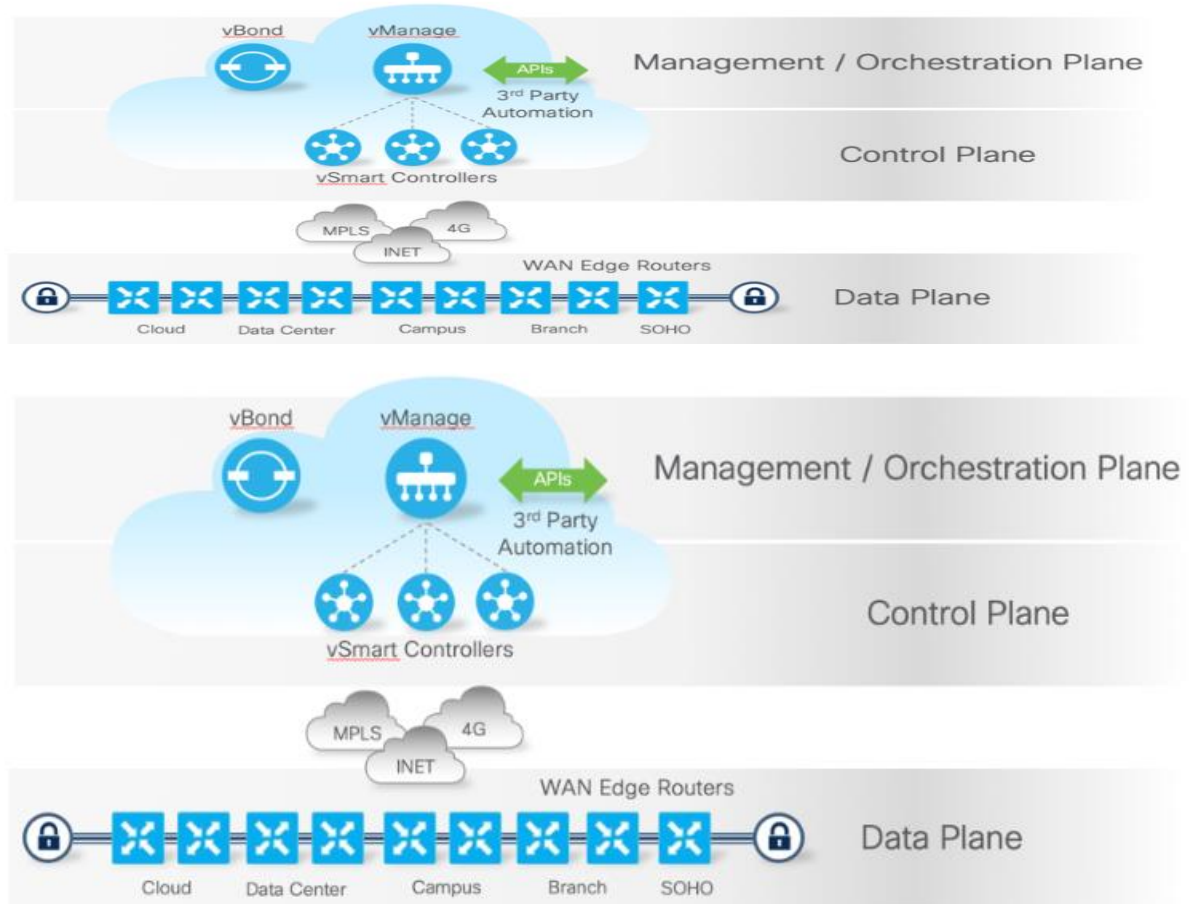 vBond vManage
APIs
Management / Orchestration Plane
3rd Party
Automation
Control Plane
vSmart Controllers
MPLS 4G
INET
WAN Edge Routers
Data Plane
Cloud Data Center Campus Branch SOHO
vBond vManage
APIs
Management / Orchestration Plane
3rd Party
Automation
Control Plane
vSmart Controllers
MPLS 4G
INET
WAN Edge Routers
Data Plane
Cloud Data Center Campus Branch SOHO